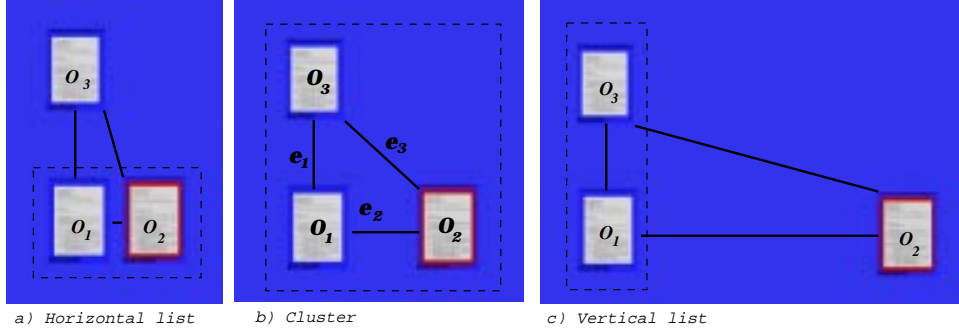 O3
O1
O2
a) Horizontal list
O3
e1
e3
e2
O1
O2
b) Cluster
O3
O1
O2
c) Vertical list